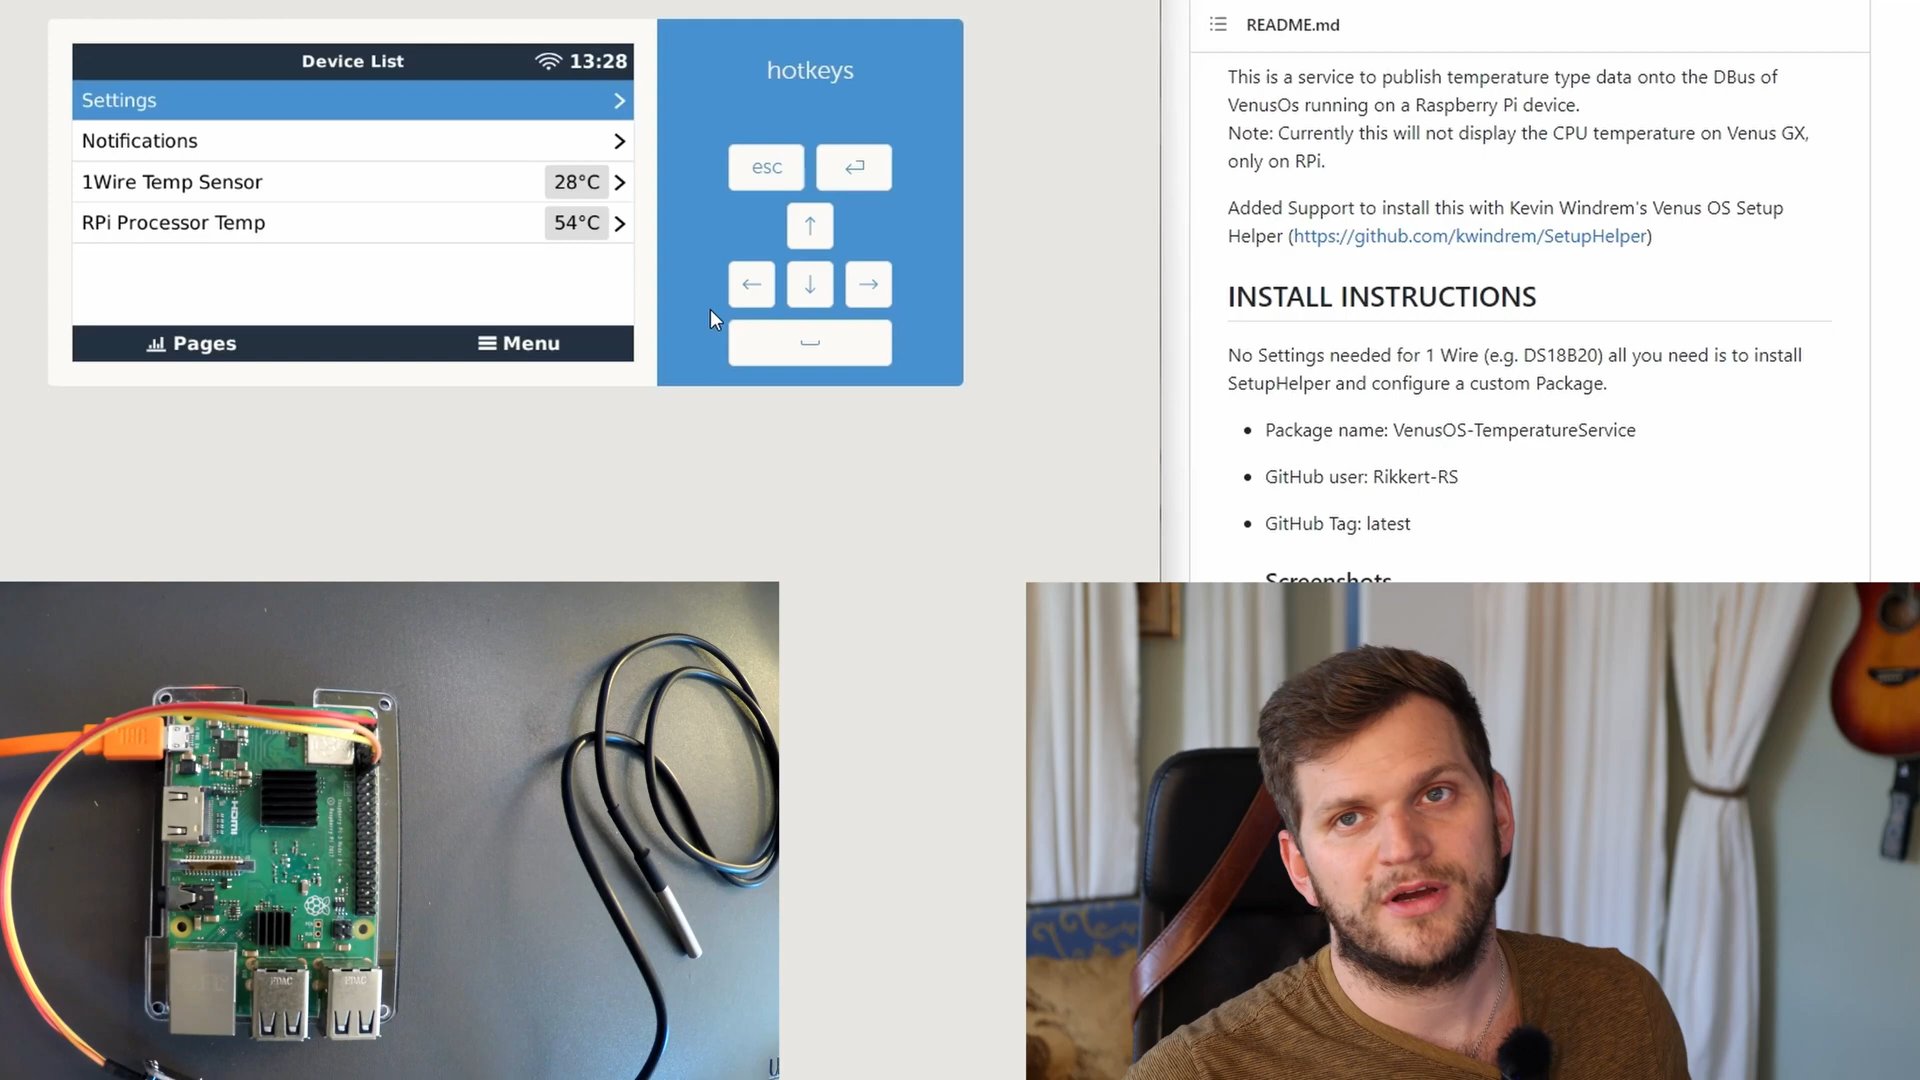 Device List
13:28
Settings
Notifications
1Wire Temp Sensor
28°C
RPi Processor Temp
54°C
Pages
Menu
hotkeys
esc
README.md
This is a service to publish temperature type data onto the DBus of
VenusOs running on a Raspberry Pi device.
Note: Currently this will not display the CPU temperature on Venus GX,
only on RPi.
Added Support to install this with Kevin Windrem's Venus OS Setup
Helper (https://github.com/kwindrem/SetupHelper)
INSTALL INSTRUCTIONS
No Settings needed for 1 Wire (e.g. DS18B20) all you need is to install
SetupHelper and configure a custom Package.
Package name: VenusOS-TemperatureService
GitHub user: Rikkert-RS
GitHub Tag: latest
Screenshots
HDMI